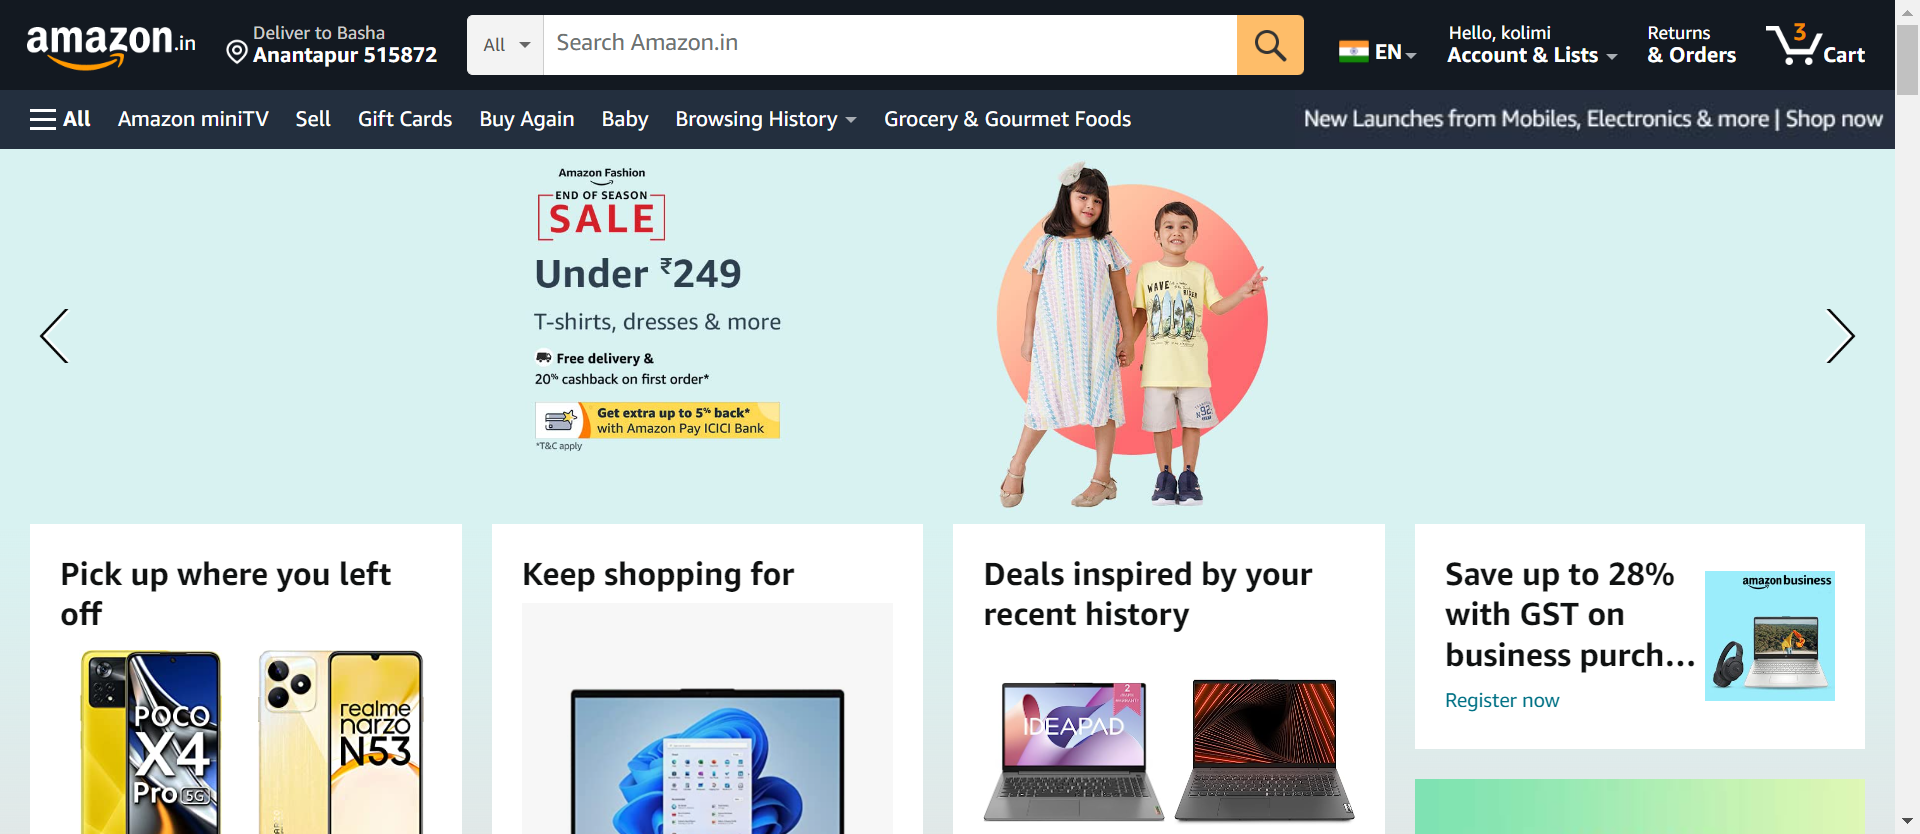 amazon.in
Deliver to Basha
Anantapur 515872
All
Search Amazon.in
EN
Hello, kolimi
Account & Lists
Returns
& Orders
3
Cart
All
Amazon miniTV
Sell
Gift Cards
Buy Again
Baby
Browsing History
Grocery & Gourmet Foods
New Launches from Mobiles, Electronics & more | Shop now
Amazon Fashion
END OF SEASON
SALE
Under ₹249
T-shirts, dresses & more
Free delivery &
20% cashback on first order*
Get extra up to 5% back*
with Amazon Pay ICICI Bank
*T&C apply
WAVE
RIDER
N92
Pick up where you left
off
POCO
X4
Pro 5G
realme
narzo
N53
Keep shopping for
Deals inspired by your
recent history
2
IDEAPAD
Save up to 28%
with GST on
business purch...
Register now
amazon business